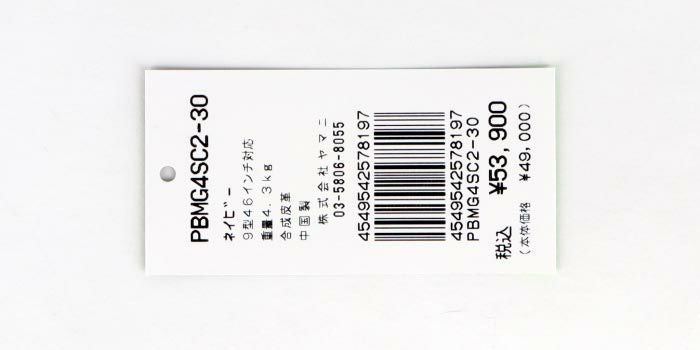 PBMG4SC2-30
ネイビー
9型46インチ対応
重量4.3kg
合成皮革
中国製
株式会社ヤマニ
03-5806-8055
4549542578197
4549542578197
PBMG4SC2-30
税込 ¥53,900
(本体価格 ¥49,000)